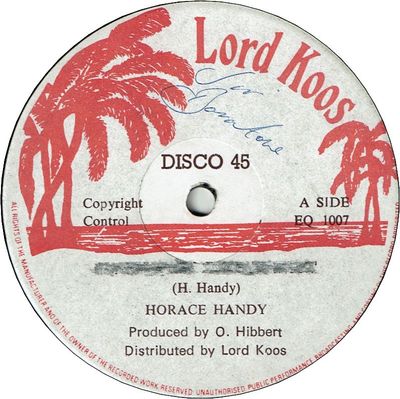 Lord Koos
DISCO 45
Copyright
Control
A SIDE
EQ 1007
(H. Handy)
HORACE HANDY
Produced by O. Hibbert
Distributed by Lord Koos
ALL RIGHTS OF THE MANUFACTURER AND OF THE OWNER OF THE RECORDED WORK RESERVED UNAUTHORISED PUBLIC PERFORMANCE BROADCASTING